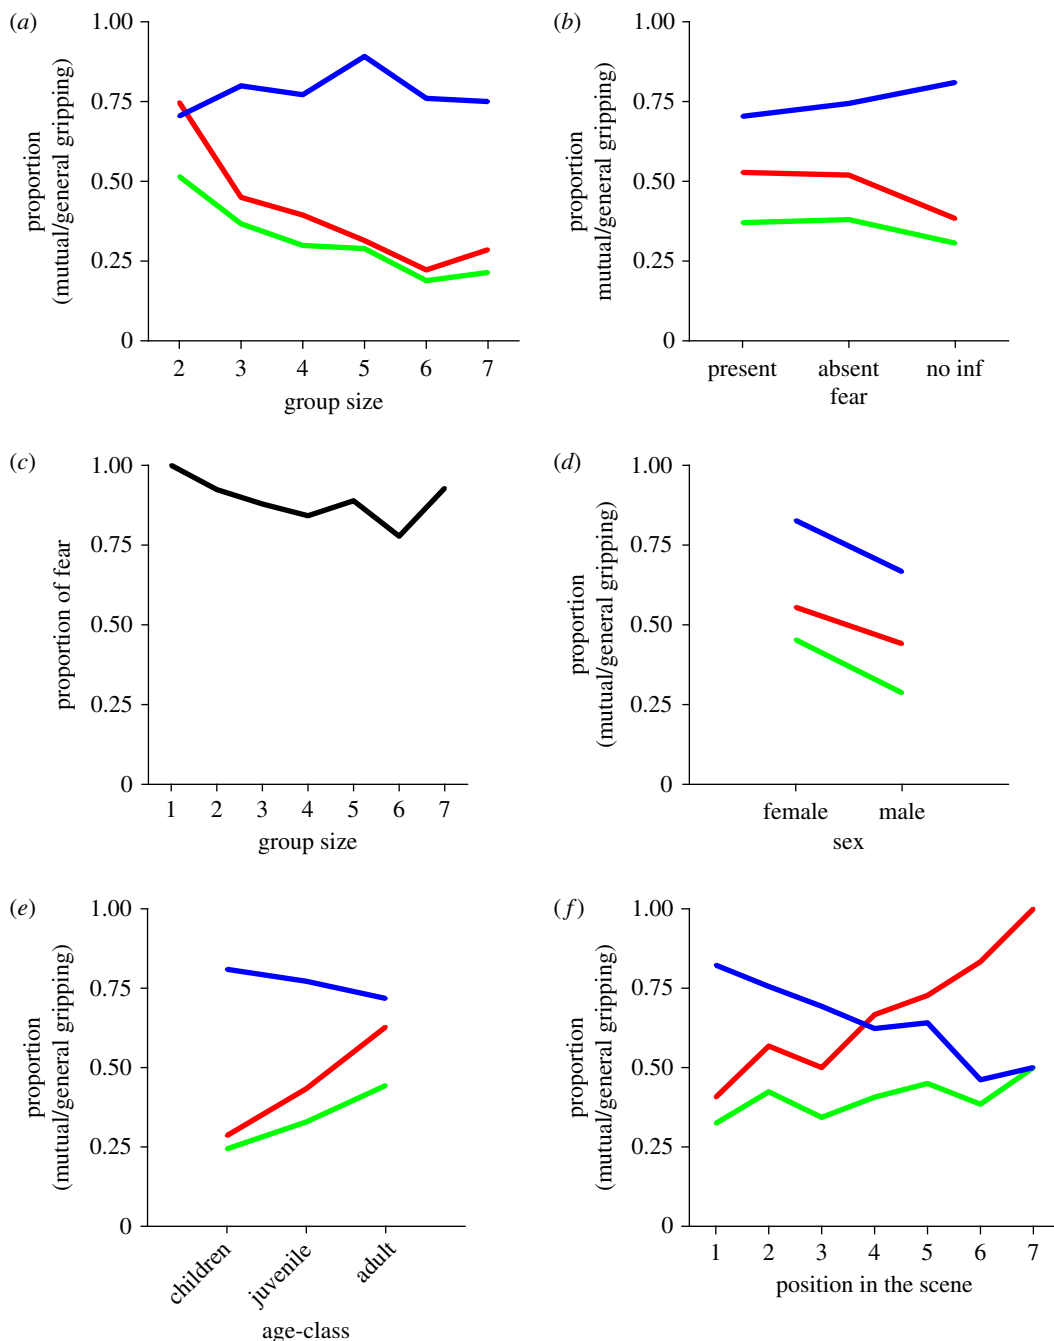 (a)
1.00
0.75
0.50
0.25
0
proportion
(mutual/general gripping)
2 3 4 5 6 7
group size
(b)
1.00
0.75
0.50
0.25
0
proportion
mutual/general gripping)
present absent no inf
fear
(c)
1.00
0.75
0.50
0.25
0
proportion of fear
1 2 3 4 5 6 7
group size
(d)
1.00
0.75
0.50
0.25
0
proportion
(mutual/general gripping)
female male
sex
(e)
1.00
0.75
0.50
0.25
0
proportion
(mutual/general gripping)
children juvenile adult
age-class
(f)
1.00
0.75
0.50
0.25
0
proportion
(mutual/general gripping)
1 2 3 4 5 6 7
position in the scene